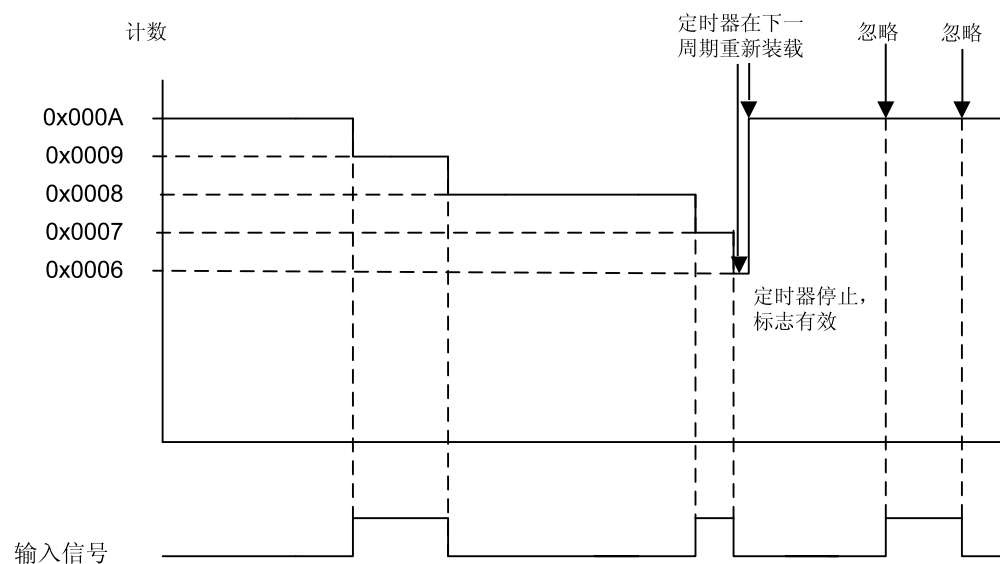 计数
定时器在下一
周期重新装载
忽略
忽略
0x000A
0x0009
0x0008
0x0007
0x0006
定时器停止，
标志有效
输入信号